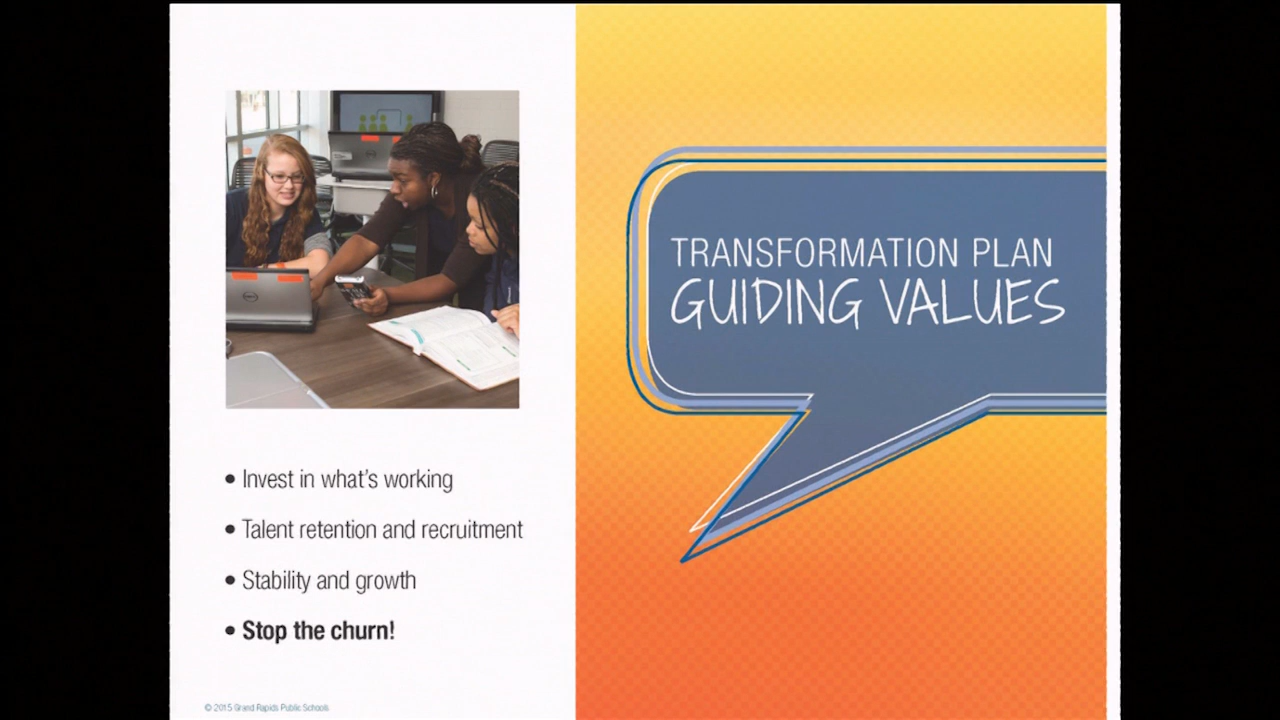 TRANSFORMATION PLAN
GUIDING VALUES
• Invest in what's working
• Talent retention and recruitment
• Stability and growth
• Stop the churn!
© 2015 Grand Rapids Public Schools
DELL